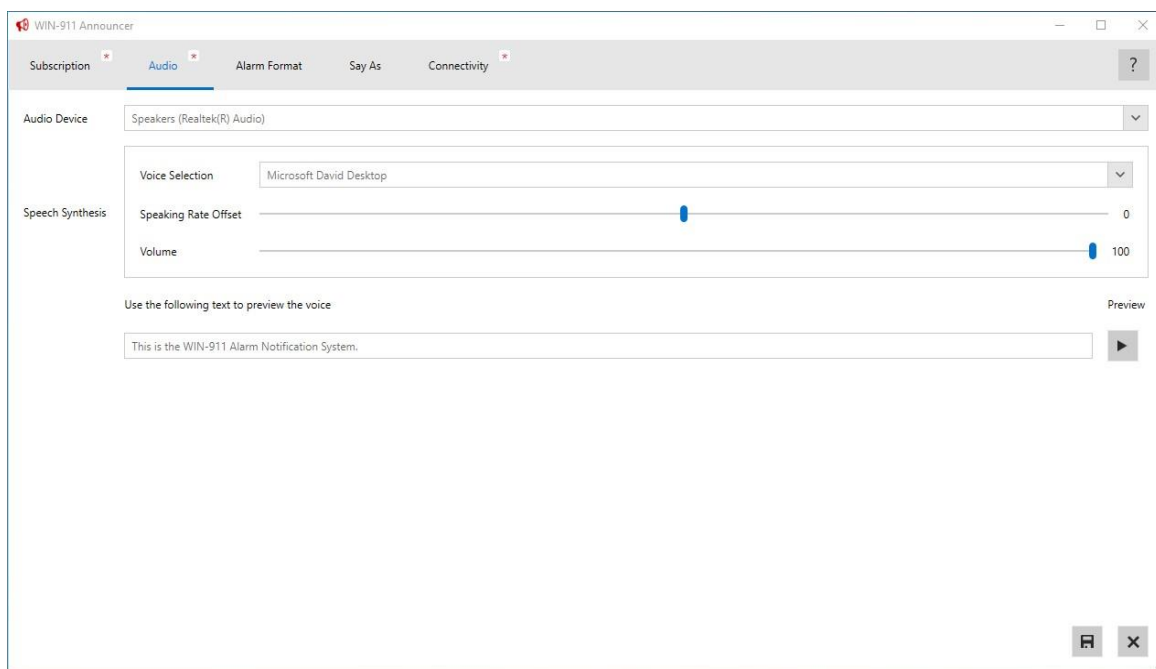 WIN-911 Announcer
Subscription * Audio * Alarm Format Say As Connectivity * ?
Audio Device Speakers (Realtek(R) Audio)
Voice Selection Microsoft David Desktop
Speech Synthesis Speaking Rate Offset 0
Volume 100
Use the following text to preview the voice Preview
This is the WIN-911 Alarm Notification System.